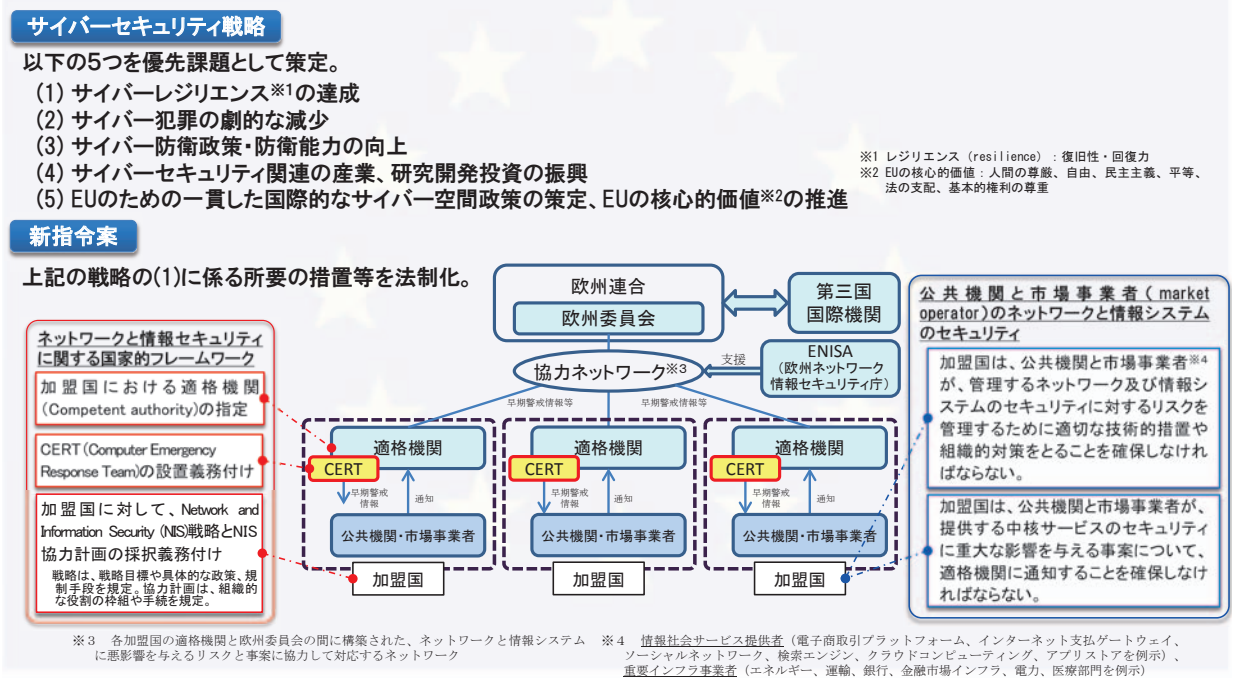 サイバーセキュリティ戦略
以下の5つを優先課題として策定。
(1) サイバーレジリエンス※1の達成
(2) サイバー犯罪の劇的な減少
(3) サイバー防衛政策・防衛能力の向上
(4) サイバーセキュリティ関連の産業、研究開発投資の振興
(5) EUのための一貫した国際的なサイバー空間政策の策定、EUの核心的価値※2の推進
※1 レジリエンス（resilience）：復旧性・回復力
※2 EUの核心的価値：人間の尊厳、自由、民主主義、平等、
法の支配、基本的権利の尊重
新指令案
上記の戦略の(1)に係る所要の措置等を法制化。
欧州連合
欧州委員会
第三国
国際機関
協力ネットワーク※3
支援
ENISA
(欧州ネットワーク
情報セキュリティ庁)
早期警戒情報等
早期警戒情報等
ネットワークと情報セキュリティ
に関する国家的フレームワーク
加盟国における適格機関
(Competent authority)の指定
CERT(Computer Emergency
Response Team)の設置義務付け
加盟国に対して、Network and
Information Security (NIS)戦略とNIS
協力計画の採択義務付け
戦略は、戦略目標や具体的な政策、規
制手段を規定。協力計画は、組織的
な役割の枠組や手続を規定。
適格機関
CERT
早期警戒
情報
通知
公共機関・市場事業者
加盟国
適格機関
CERT
早期警戒
情報
通知
公共機関・市場事業者
加盟国
適格機関
CERT
早期警戒
情報
通知
公共機関・市場事業者
加盟国
公共機関と市場事業者（market
operator)のネットワークと情報システム
のセキュリティ
加盟国は、公共機関と市場事業者※4
が、管理するネットワーク及び情報シ
ステムのセキュリティに対するリスクを
管理するために適切な技術的措置や
組織的対策をとることを確保しなけれ
ばならない。
加盟国は、公共機関と市場事業者が、
提供する中核サービスのセキュリティ
に重大な影響を与える事案について、
適格機関に通知することを確保しなけ
ればならない。
※３　各加盟国の適格機関と欧州委員会の間に構築された、ネットワークと情報システム
に悪影響を与えるリスクと事案に協力して対応するネットワーク
※４　情報社会サービス提供者（電子商取引プラットフォーム、インターネット支払ゲートウェイ、
ソーシャルネットワーク、検索エンジン、クラウドコンピューティング、アプリストアを例示）、
重要インフラ事業者（エネルギー、運輸、銀行、金融市場インフラ、電力、医療部門を例示）